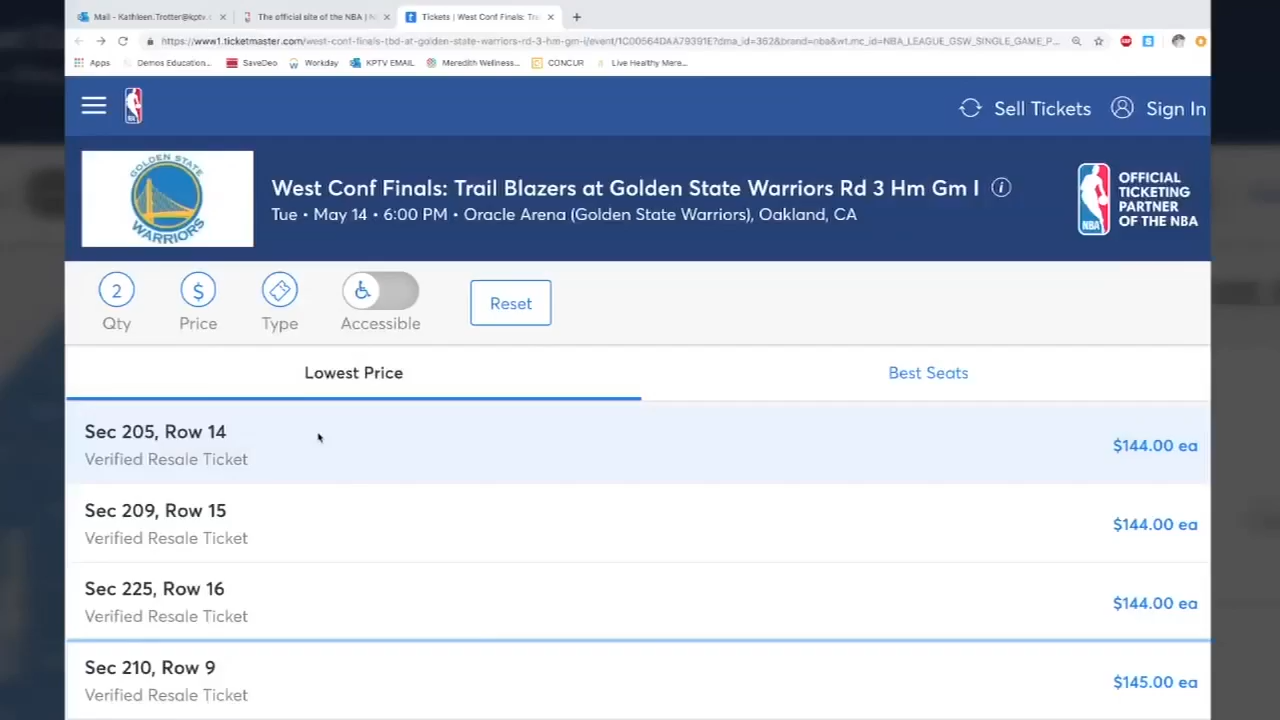 Mail - Kathleen.Trotter@kptv.c
The official site of the NBA | N
Tickets | West Conf Finals: Tra
https://www1.ticketmaster.com/west-conf-finals-tbd-at-golden-state-warriors-rd-3-hm-gm-i/event/1C00564DAA79391E?dma_id=362&brand=nba&wt.mc_id=NBA_LEAGUE_GSW_SINGLE_GAME_P...
Apps
Demos Education...
SaveDeo
Workday
KPTV EMAIL
Meredith Wellness...
CONCUR
Live Healthy Mere...
NBA
Sell Tickets
Sign In
GOLDEN STATE
WARRIORS
West Conf Finals: Trail Blazers at Golden State Warriors Rd 3 Hm Gm I
Tue • May 14 • 6:00 PM • Oracle Arena (Golden State Warriors), Oakland, CA
NBA
OFFICIAL
TICKETING
PARTNER
OF THE NBA
2
$
Qty
Price
Type
Accessible
Reset
Lowest Price
Best Seats
Sec 205, Row 14
Verified Resale Ticket
$144.00 ea
Sec 209, Row 15
Verified Resale Ticket
$144.00 ea
Sec 225, Row 16
Verified Resale Ticket
$144.00 ea
Sec 210, Row 9
Verified Resale Ticket
$145.00 ea